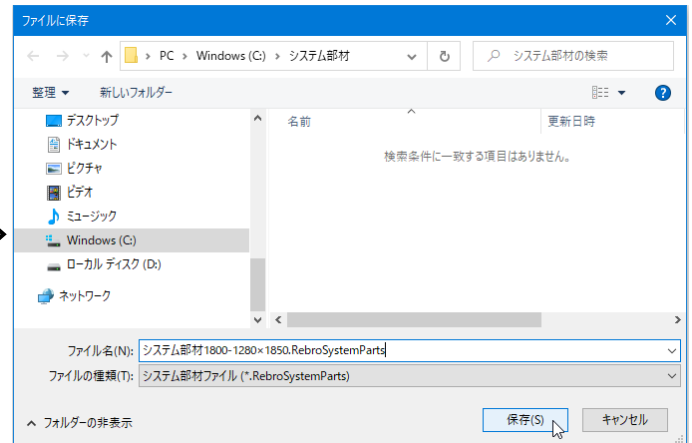 ファイルに保存
PC › Windows (C:) › システム部材
システム部材の検索
整理 新しいフォルダー
デスクトップ
ドキュメント
ピクチャ
ビデオ
ミュージック
Windows (C:)
ローカル ディスク (D:)
ネットワーク
名前 更新日時
検索条件に一致する項目はありません。
ファイル名(N): システム部材1800-1280×1850.RebroSystemParts
ファイルの種類(T): システム部材ファイル (*.RebroSystemParts)
フォルダーの非表示
保存(S) キャンセル